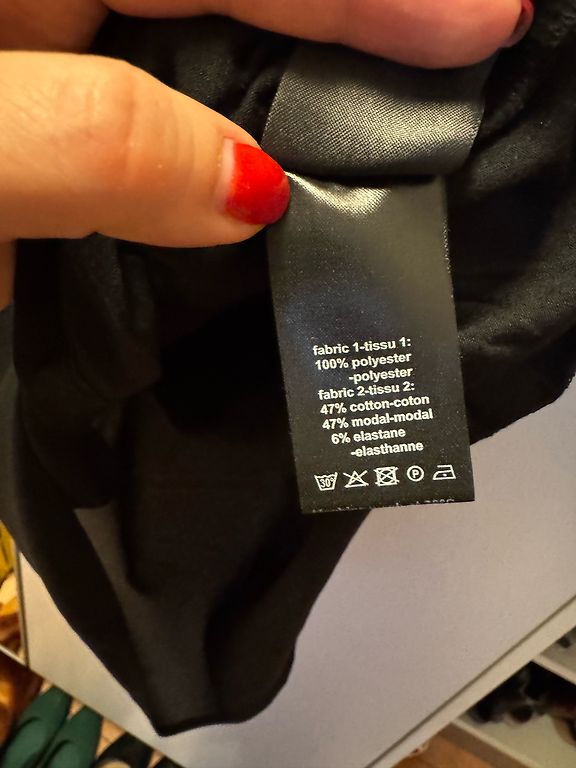 fabric 1-tissu 1:
100% polyester
-polyester
fabric 2-tissu 2:
47% cotton-coton
47% modal-modal
6% elastane
-elasthanne
30°
P